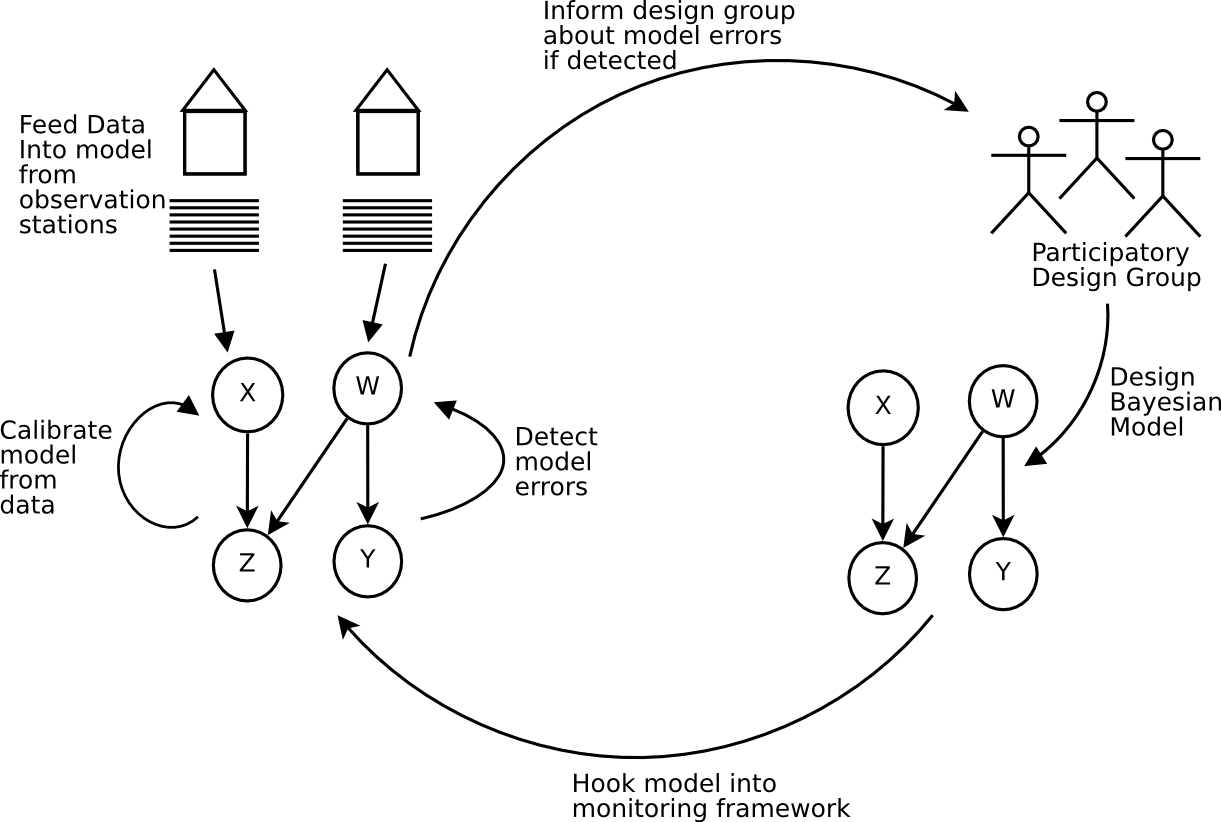 Inform design group
about model errors
if detected
Feed Data
Into model
from
observation
stations
Participatory
Design Group
X
W
Calibrate
model
from
data
Detect
model
errors
Z
Y
X
W
Design
Bayesian
Model
Z
Y
Hook model into
monitoring framework